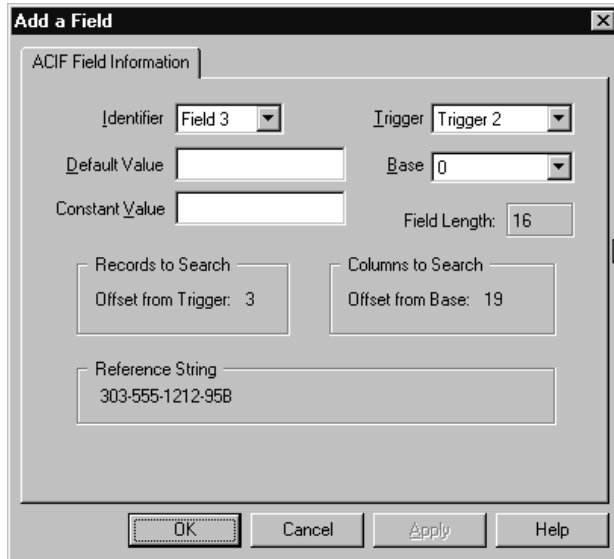 Add a Field
ACIF Field Information
Identifier Field 3 Trigger Trigger 2
Default Value Base 0
Constant Value Field Length: 16
Records to Search Columns to Search
Offset from Trigger: 3 Offset from Base: 19
Reference String
303-555-1212-95B
OK Cancel Apply Help